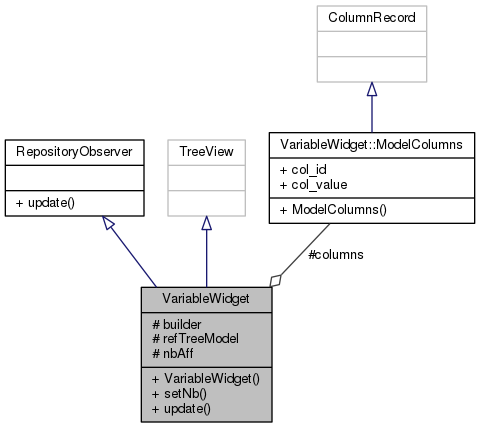 ColumnRecord
RepositoryObserver
+ update()
TreeView
VariableWidget::ModelColumns
+ col_id
+ col_value
+ ModelColumns()
#columns
VariableWidget
# builder
# refTreeModel
# nbAff
+ VariableWidget()
+ setNb()
+ update()